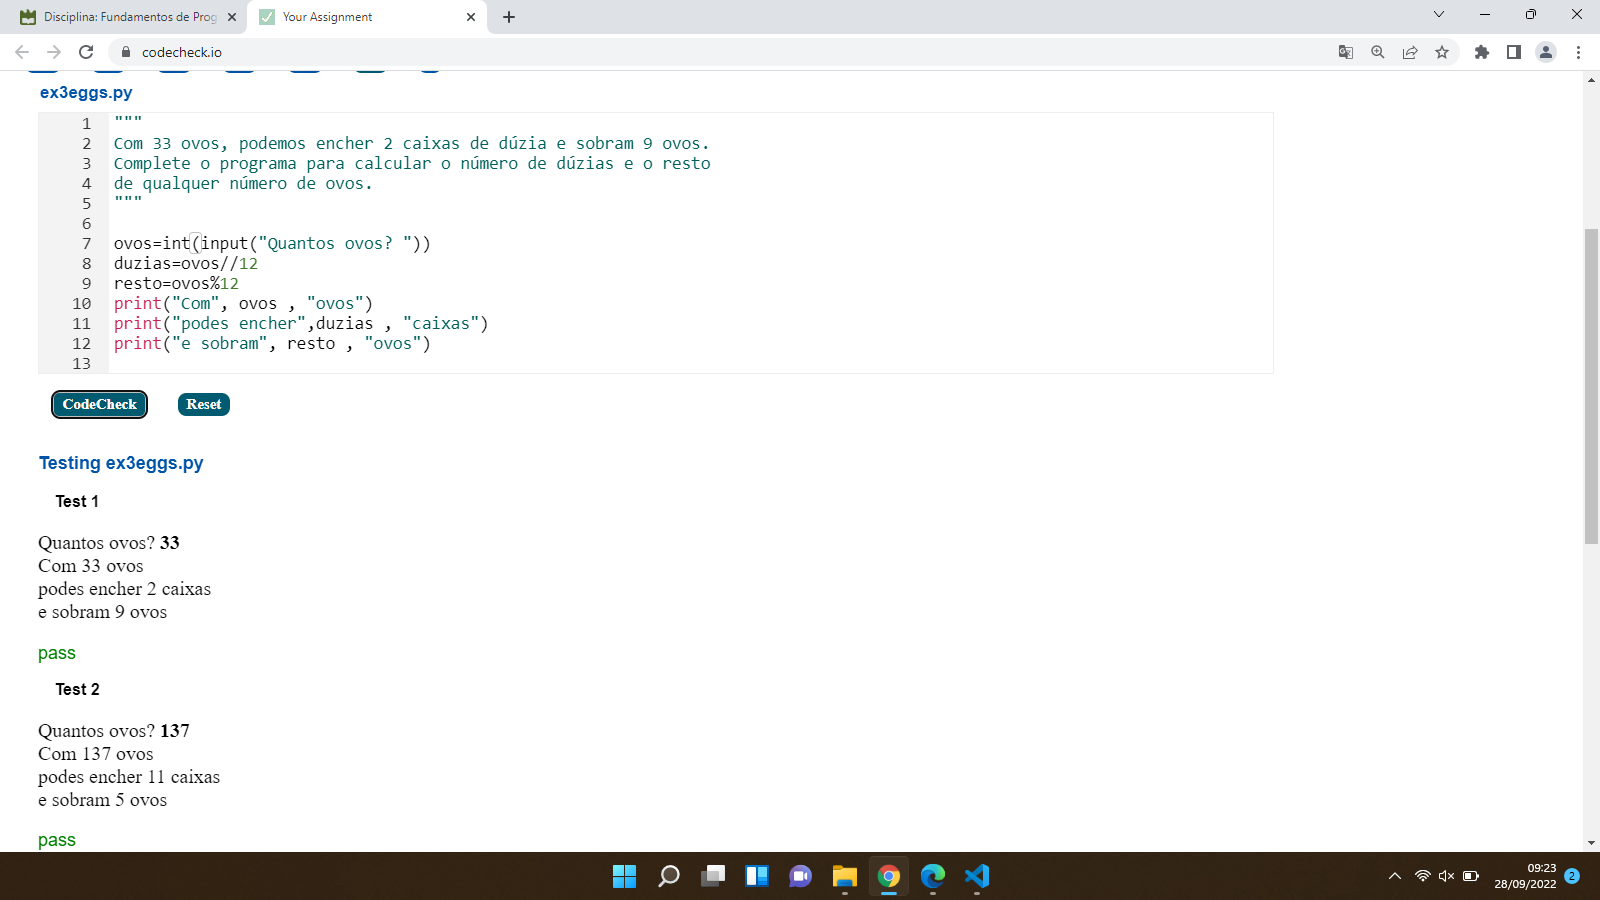 Disciplina: Fundamentos de Prog
Your Assignment
codecheck.io
ex3eggs.py
1 """
2 Com 33 ovos, podemos encher 2 caixas de dúzia e sobram 9 ovos.
3 Complete o programa para calcular o número de dúzias e o resto
4 de qualquer número de ovos.
5 """
6
7 ovos=int(input("Quantos ovos? "))
8 duzias=ovos//12
9 resto=ovos%12
10 print("Com", ovos , "ovos")
11 print("podes encher",duzias , "caixas")
12 print("e sobram", resto , "ovos")
13
CodeCheck Reset
Testing ex3eggs.py
Test 1
Quantos ovos? 33
Com 33 ovos
podes encher 2 caixas
e sobram 9 ovos
pass
Test 2
Quantos ovos? 137
Com 137 ovos
podes encher 11 caixas
e sobram 5 ovos
pass
09:23
28/09/2022
2